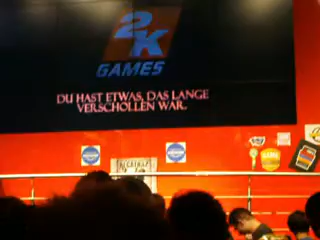 2K
GAMES
DU HAST ETWAS, DAS LANGE
VERSCHOLLEN WAR.